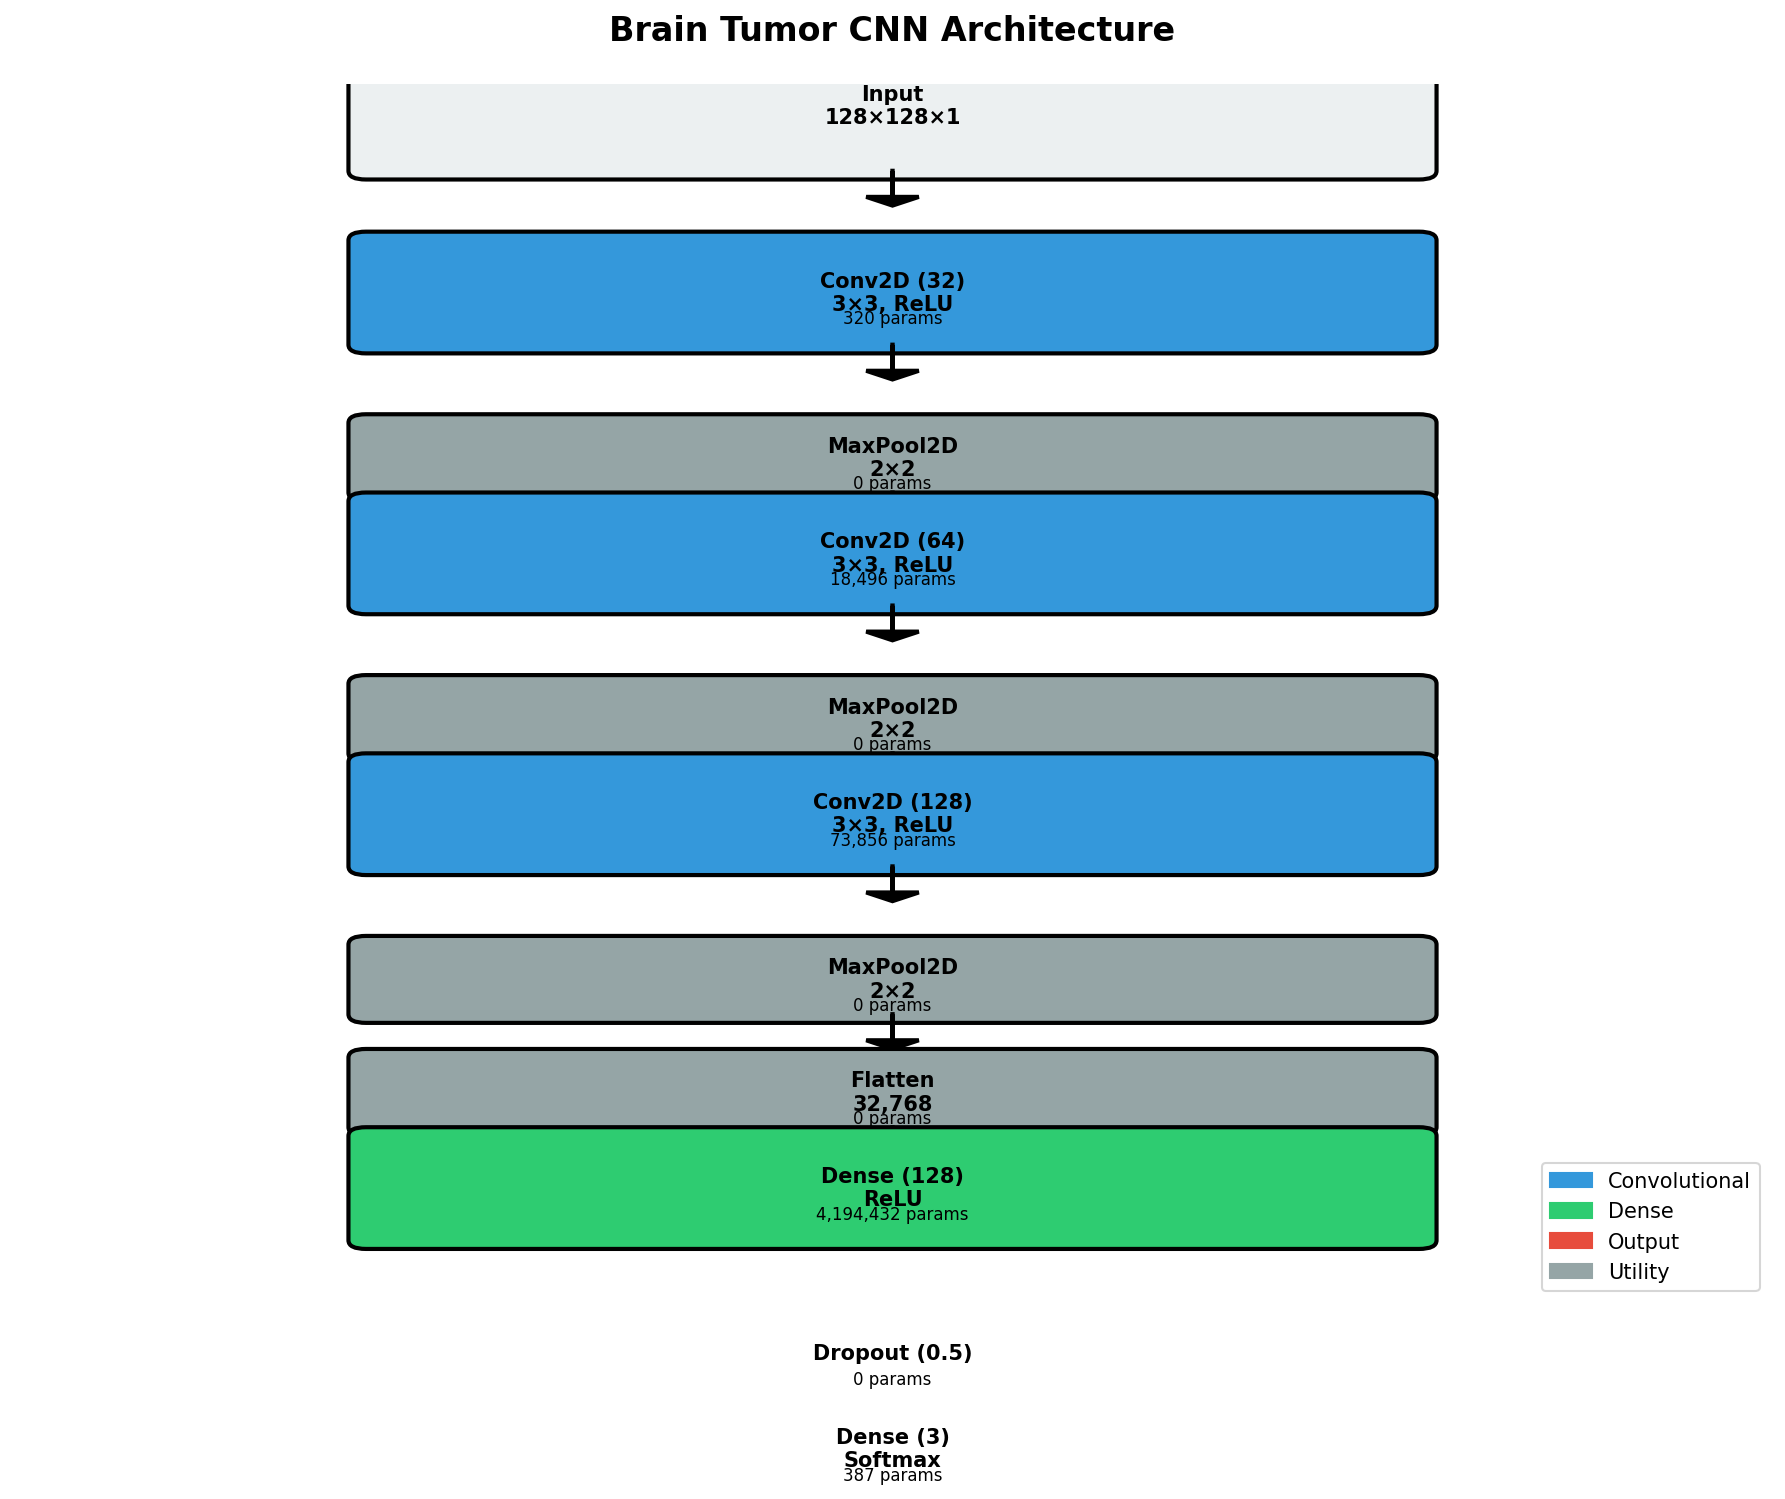 Brain Tumor CNN Architecture
Input
128×128×1
Conv2D (32)
3×3, ReLU
320 params
MaxPool2D
2×2
0 params
Conv2D (64)
3×3, ReLU
18,496 params
MaxPool2D
2×2
0 params
Conv2D (128)
3×3, ReLU
73,856 params
MaxPool2D
2×2
0 params
Flatten
32,768
0 params
Dense (128)
ReLU
4,194,432 params
Convolutional
Dense
Output
Utility
Dropout (0.5)
0 params
Dense (3)
Softmax
387 params